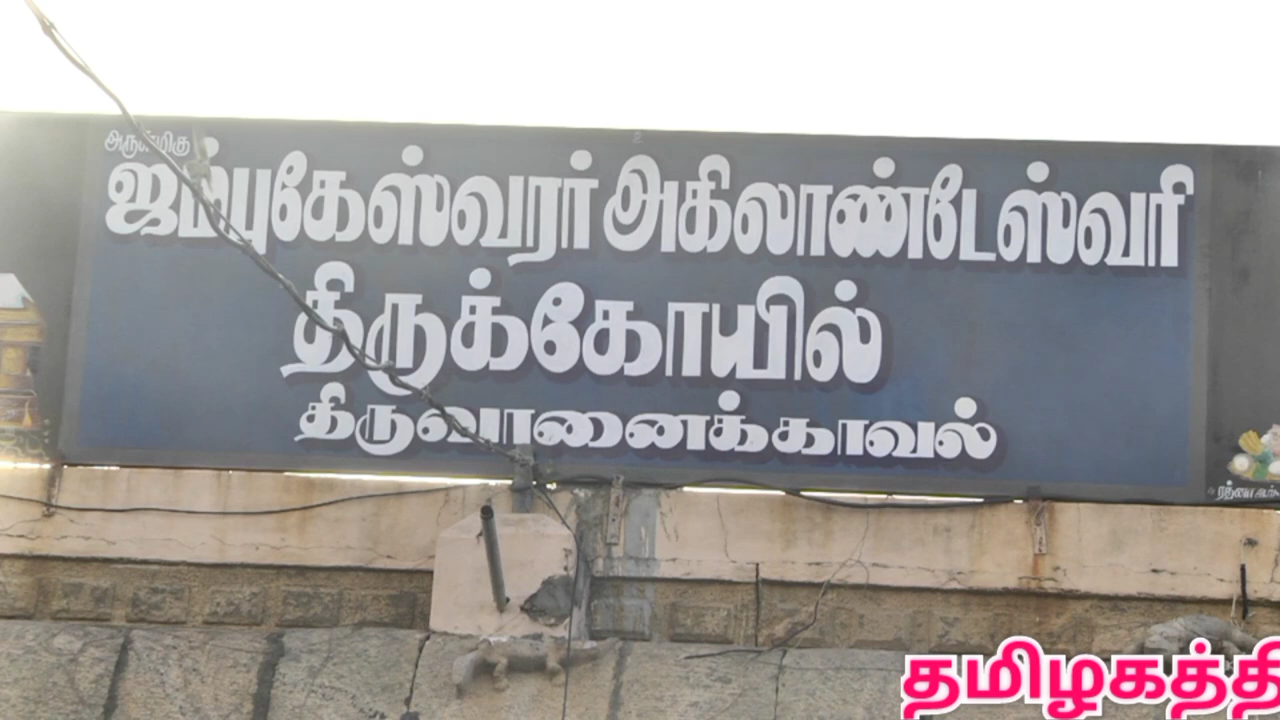 அருள்மிகு
ஜம்புகேஸ்வரர் அகிலாண்டேஸ்வரி
திருக்கோயில்
திருவானைக்காவல்
தமிழகத்தி